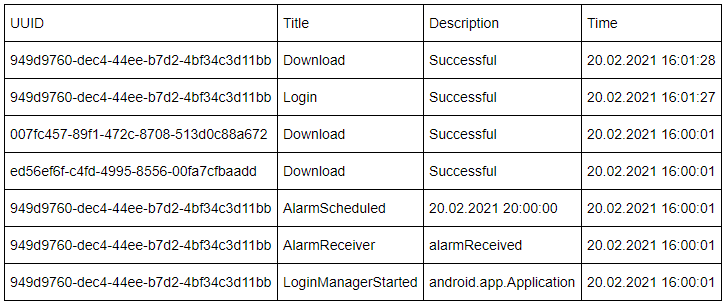 UUID Title Description Time
949d9760-dec4-44ee-b7d2-4bf34c3d11bb Download Successful 20.02.2021 16:01:28
949d9760-dec4-44ee-b7d2-4bf34c3d11bb Login Successful 20.02.2021 16:01:27
007fc457-89f1-472c-8708-513d0c88a672 Download Successful 20.02.2021 16:00:01
ed56ef6f-c4fd-4995-8556-00fa7cfbaadd Download Successful 20.02.2021 16:00:01
949d9760-dec4-44ee-b7d2-4bf34c3d11bb AlarmScheduled 20.02.2021 20:00:00 20.02.2021 16:00:01
949d9760-dec4-44ee-b7d2-4bf34c3d11bb AlarmReceiver alarmReceived 20.02.2021 16:00:01
949d9760-dec4-44ee-b7d2-4bf34c3d11bb LoginManagerStarted android.app.Application 20.02.2021 16:00:01